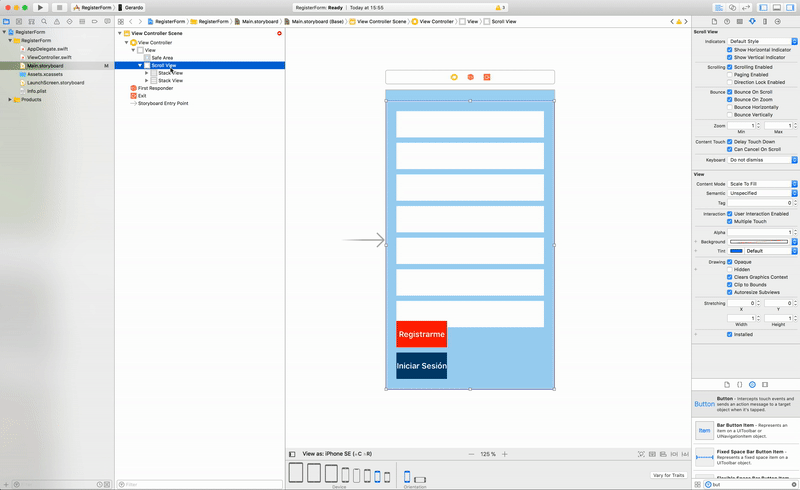 RegisterForm
Gerardo
RegisterForm: Ready | Today at 15:55
3
RegisterForm
RegisterForm
Main.storyboard
Main.storyboard (Base)
View Controller Scene
View Controller
View
Scroll View
RegisterForm
RegisterForm
AppDelegate.swift
ViewController.swift
Main.storyboard
M
Assets.xcassets
LaunchScreen.storyboard
Info.plist
Products
View Controller Scene
View Controller
View
Safe Area
Scroll View
Stack View
Stack View
First Responder
Exit
Storyboard Entry Point
Registrarme
Iniciar Sesión
View as: iPhone SE (wC hR)
125 %
Device
Orientation
Vary for Traits
Filter
Filter
Scroll View
Indicators
Default Style
Show Horizontal Indicator
Show Vertical Indicator
Scrolling
Scrolling Enabled
Paging Enabled
Direction Lock Enabled
Bounce
Bounce On Scroll
Bounce On Zoom
Bounce Horizontally
Bounce Vertically
Zoom
1
1
Min
Max
Content Touch
Delay Touch Down
Can Cancel On Scroll
Keyboard
Do not dismiss
View
Content Mode
Scale To Fill
Semantic
Unspecified
Tag
0
Interaction
User Interaction Enabled
Multiple Touch
Alpha
1
Background
Tint
Default
Drawing
Opaque
Hidden
Clears Graphics Context
Clip to Bounds
Autoresize Subviews
Stretching
0
0
X
Y
1
1
Width
Height
Installed
Button
Button - Intercepts touch events and
sends an action message to a target
object when it's tapped.
Item
Bar Button Item - Represents an
item on a UIToolbar or
UINavigationItem object.
Fixed Space Bar Button Item -
Represents a fixed space item on a
UIToolbar object.
but